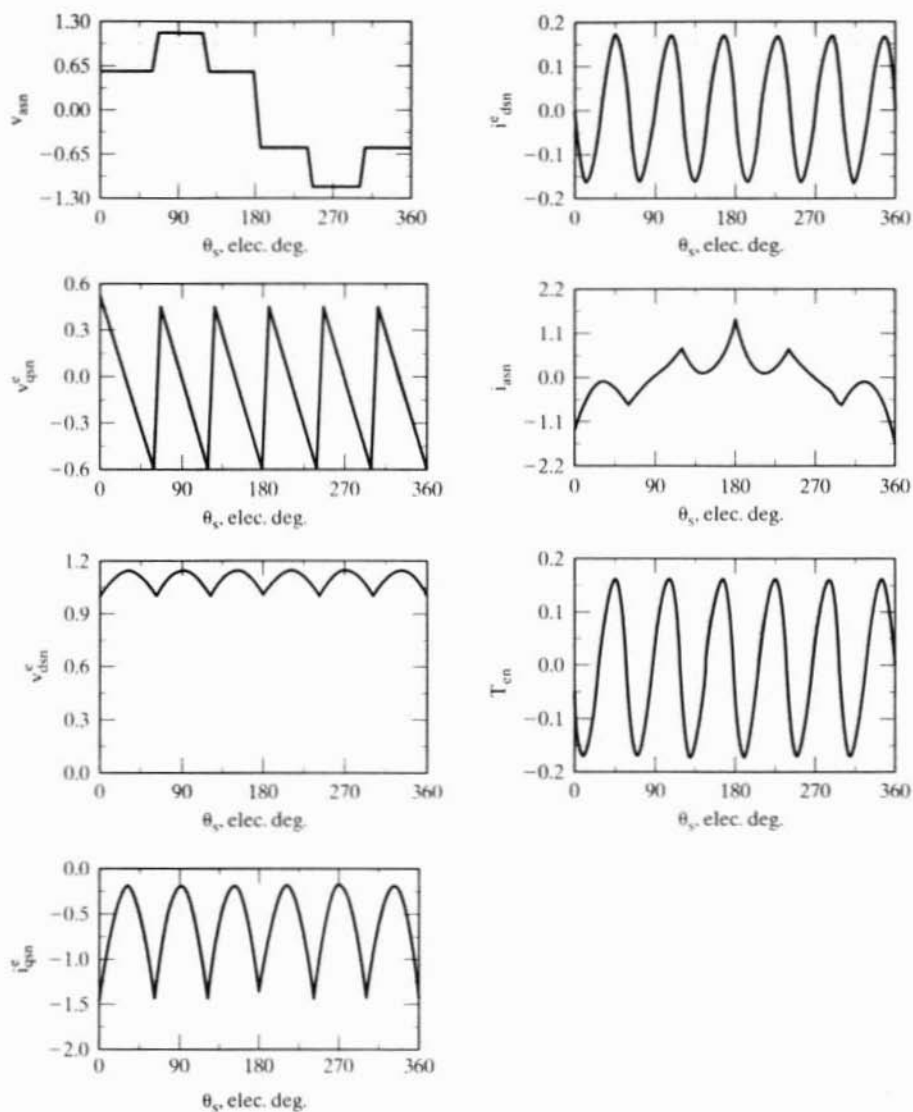 1.30
0.65
0.00
−0.65
−1.30
v_asn
0 90 180 270 360
θ_s, elec. deg.
0.2
0.1
0.0
−0.1
−0.2
i^e_dsn
0 90 180 270 360
θ_s, elec. deg.
0.6
0.3
0.0
−0.3
−0.6
v^e_qsn
0 90 180 270 360
θ_s, elec. deg.
2.2
1.1
0.0
−1.1
−2.2
i_asn
0 90 180 270 360
θ_s, elec. deg.
1.2
0.9
0.6
0.3
0.0
v^e_dsn
0 90 180 270 360
θ_s, elec. deg.
0.2
0.1
0.0
−0.1
−0.2
T_en
0 90 180 270 360
θ_s, elec. deg.
0.0
−0.5
−1.0
−1.5
−2.0
i^e_qsn
0 90 180 270 360
θ_s, elec. deg.